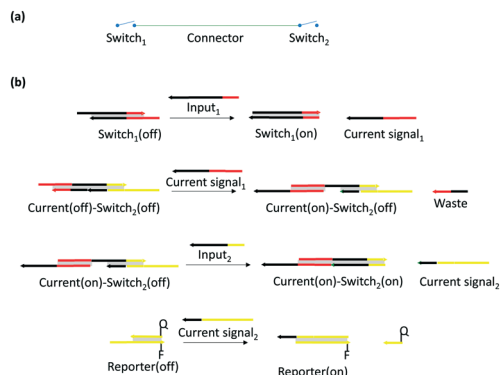 (a)
Switch₁ Connector Switch₂
(b)
Input₁
Switch₁(off) Switch₁(on) Current signal₁
Current signal₁
Current(off)-Switch₂(off) Current(on)-Switch₂(off) Waste
Input₂
Current(on)-Switch₂(off) Current(on)-Switch₂(on) Current signal₂
Q Current signal₂ Q
F F
Reporter(off) Reporter(on)